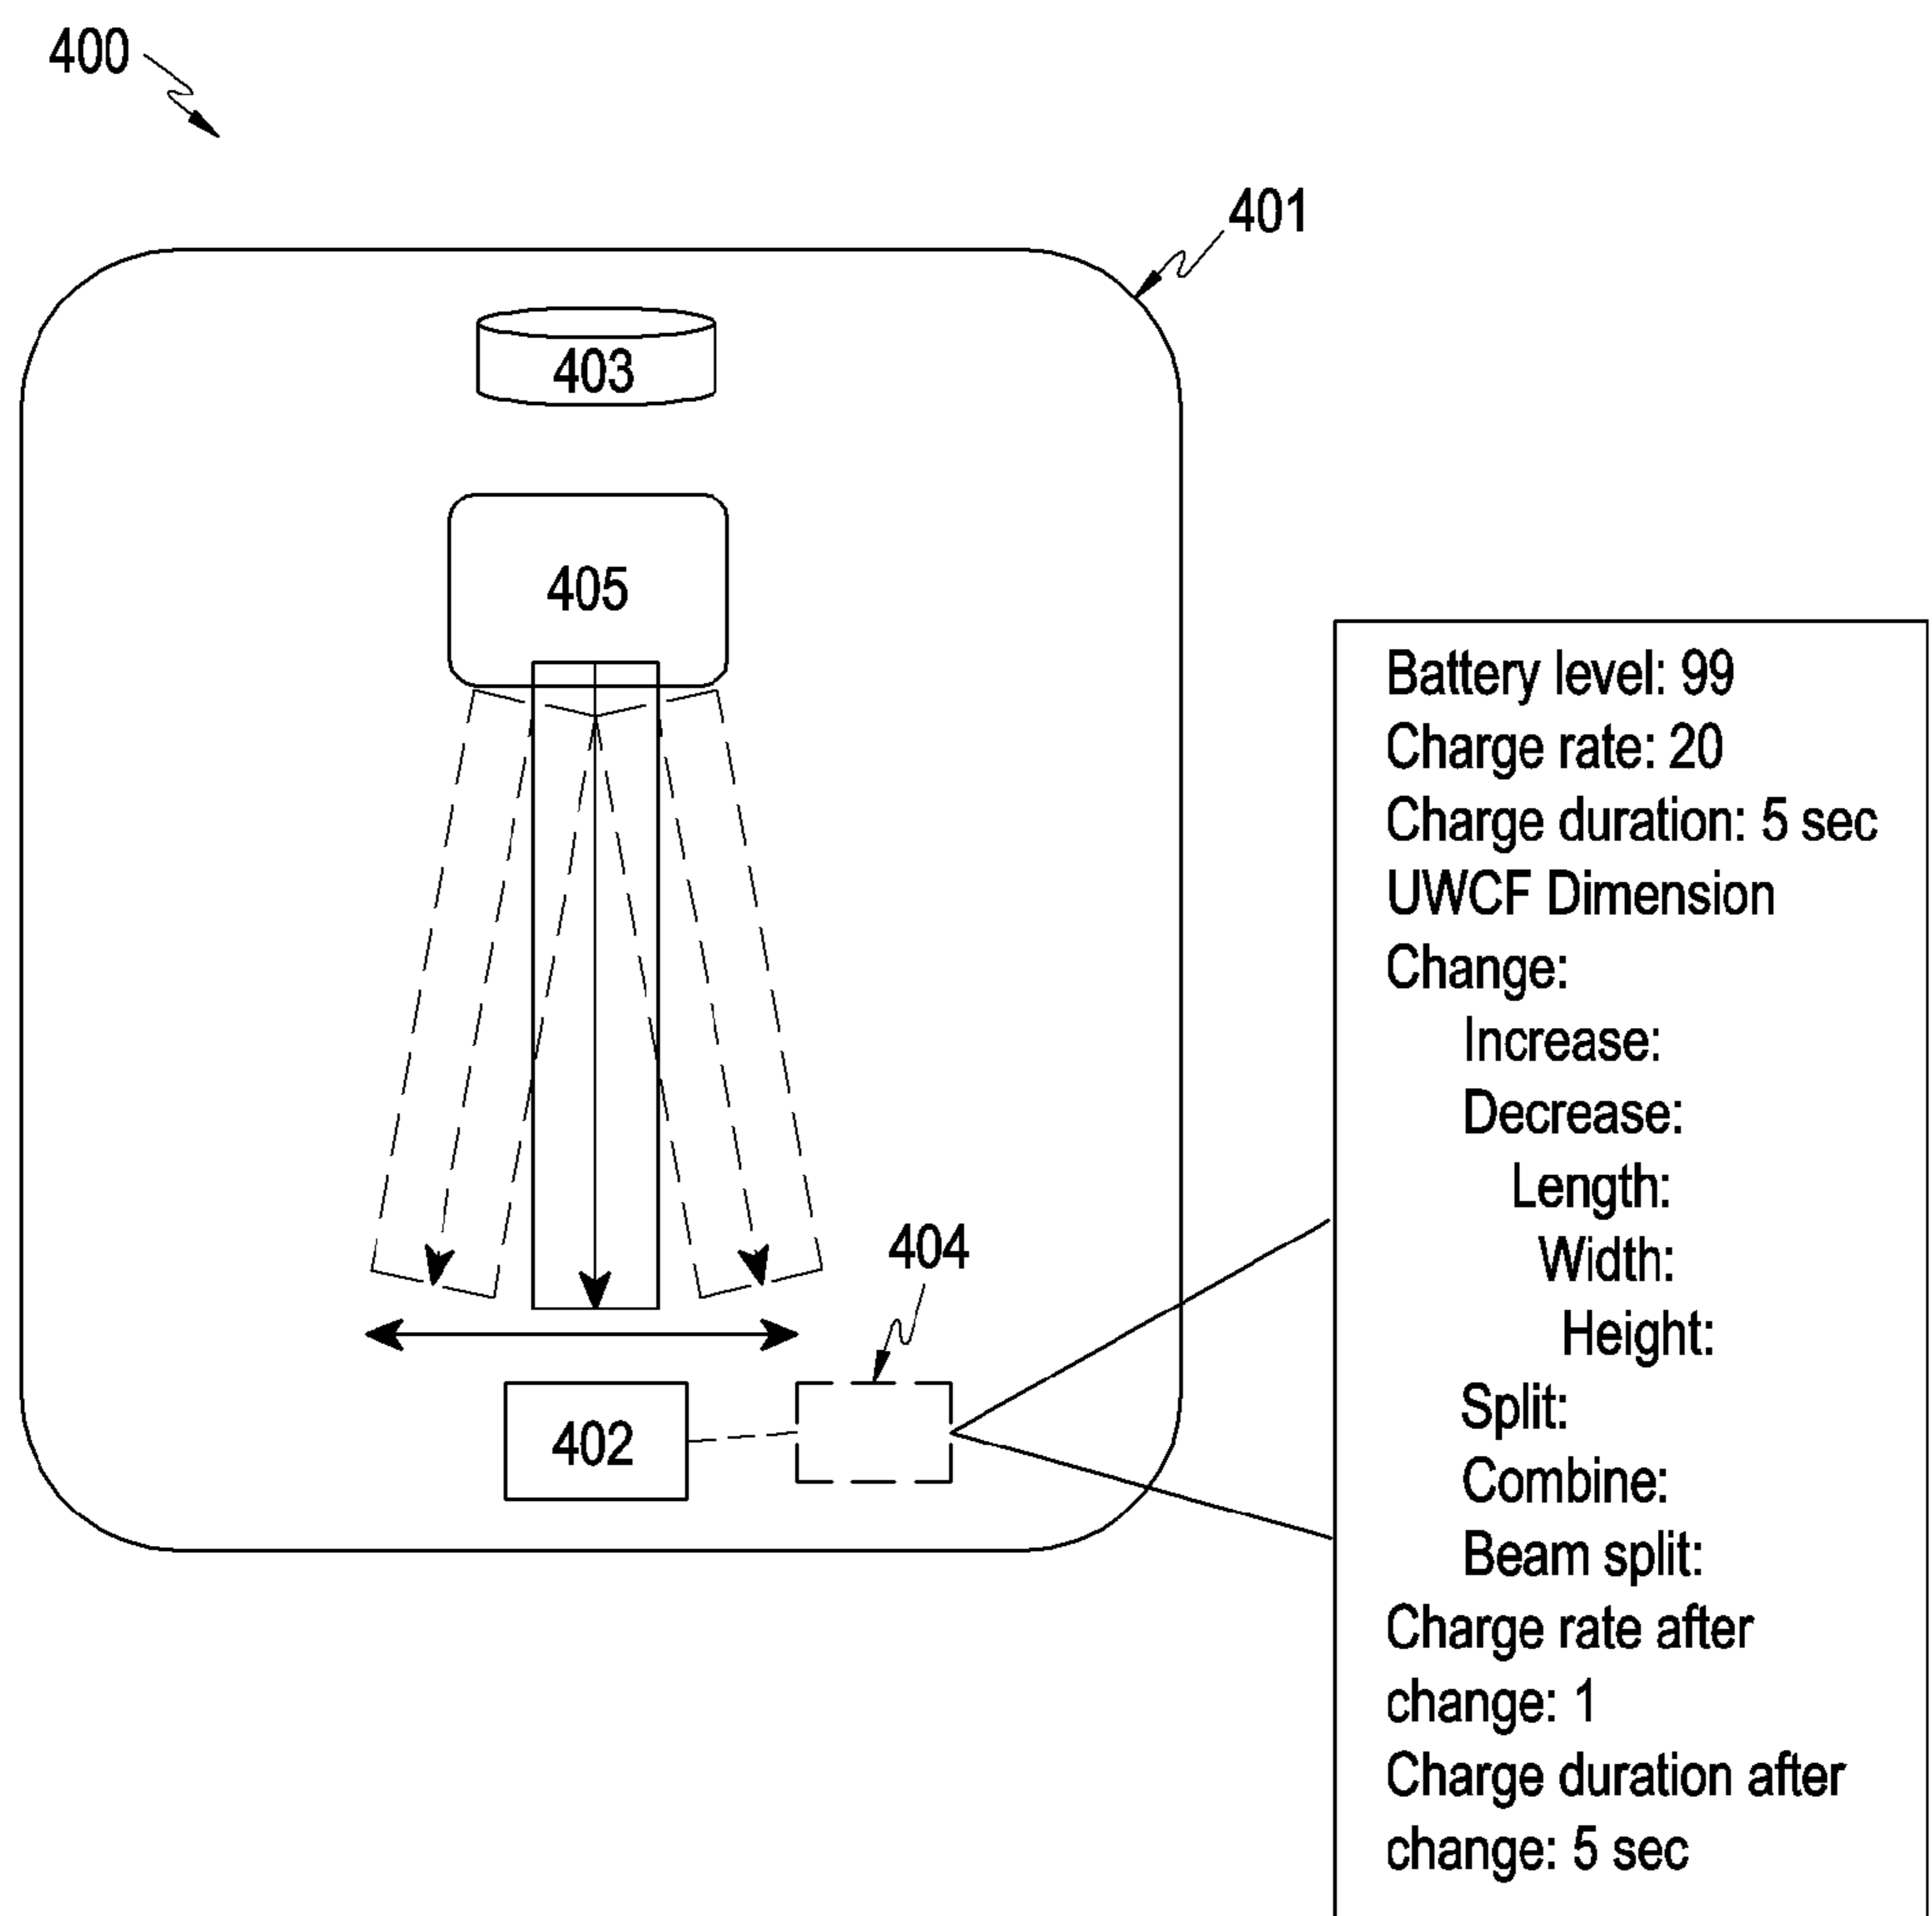 400
401
403
405
Battery level: 99
Charge rate: 20
Charge duration: 5 sec
UWCF Dimension
Change:
Increase:
Decrease:
Length:
Width:
Height:
Split:
Combine:
Beam split:
Charge rate after
change: 1
Charge duration after
change: 5 sec
404
402